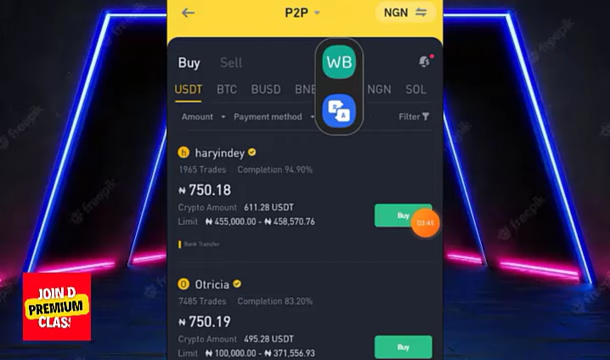 P2P
NGN
Buy Sell
WB
USDT BTC BUSD BNB NGN SOL
Amount Payment method Filter
h haryindey
1965 Trades Completion 94.90%
₦ 750.18
Crypto Amount 611.28 USDT
Buy
03:45
Limit ₦ 455,000.00 - ₦ 458,570.76
Bank Transfer
O Otricia
7485 Trades Completion 83.20%
₦ 750.19
Crypto Amount 495.28 USDT
Buy
Limit ₦ 100,000.00 - ₦ 371,556.93
JOIN D
PREMIUM
CLAS!
freepik